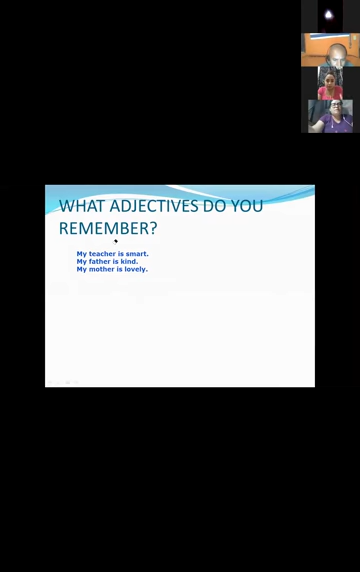 WHAT ADJECTIVES DO YOU
REMEMBER?
My teacher is smart.
My father is kind.
My mother is lovely.